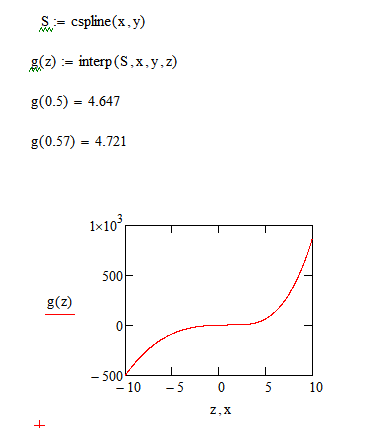 S := cspline(x,y)
g(z) := interp(S,x,y,z)
g(0.5) = 4.647
g(0.57) = 4.721
1×10³
500
g(z)
0
−500
−10 −5 0 5 10
z,x